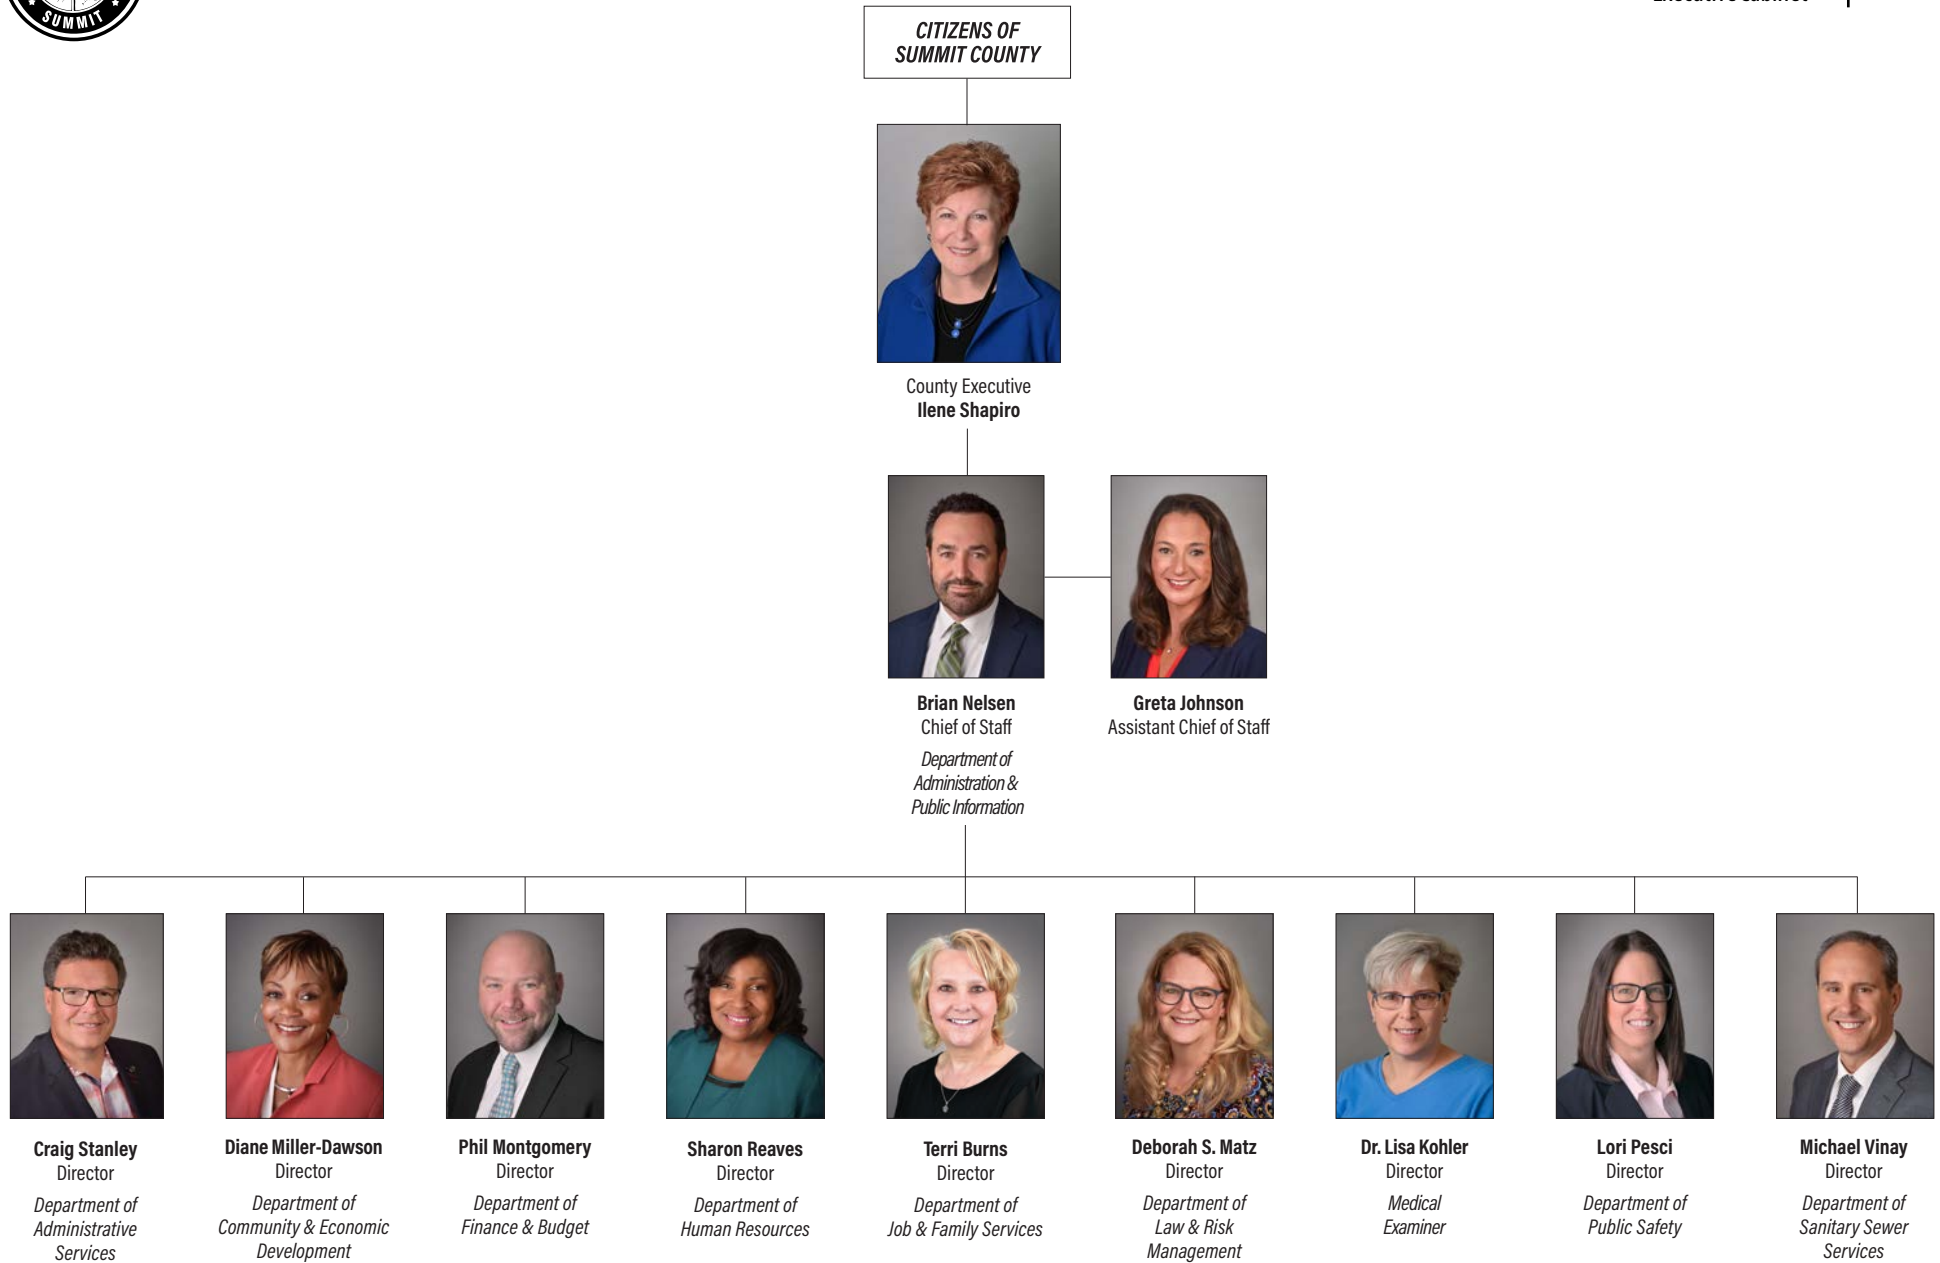 SUMMIT
Executive Cabinet
CITIZENS OF
SUMMIT COUNTY
County Executive
Ilene Shapiro
Brian Nelsen
Chief of Staff
Department of
Administration &
Public Information
Greta Johnson
Assistant Chief of Staff
Craig Stanley
Director
Department of
Administrative
Services
Diane Miller-Dawson
Director
Department of
Community & Economic
Development
Phil Montgomery
Director
Department of
Finance & Budget
Sharon Reaves
Director
Department of
Human Resources
Terri Burns
Director
Department of
Job & Family Services
Deborah S. Matz
Director
Department of
Law & Risk
Management
Dr. Lisa Kohler
Director
Medical
Examiner
Lori Pesci
Director
Department of
Public Safety
Michael Vinay
Director
Department of
Sanitary Sewer
Services